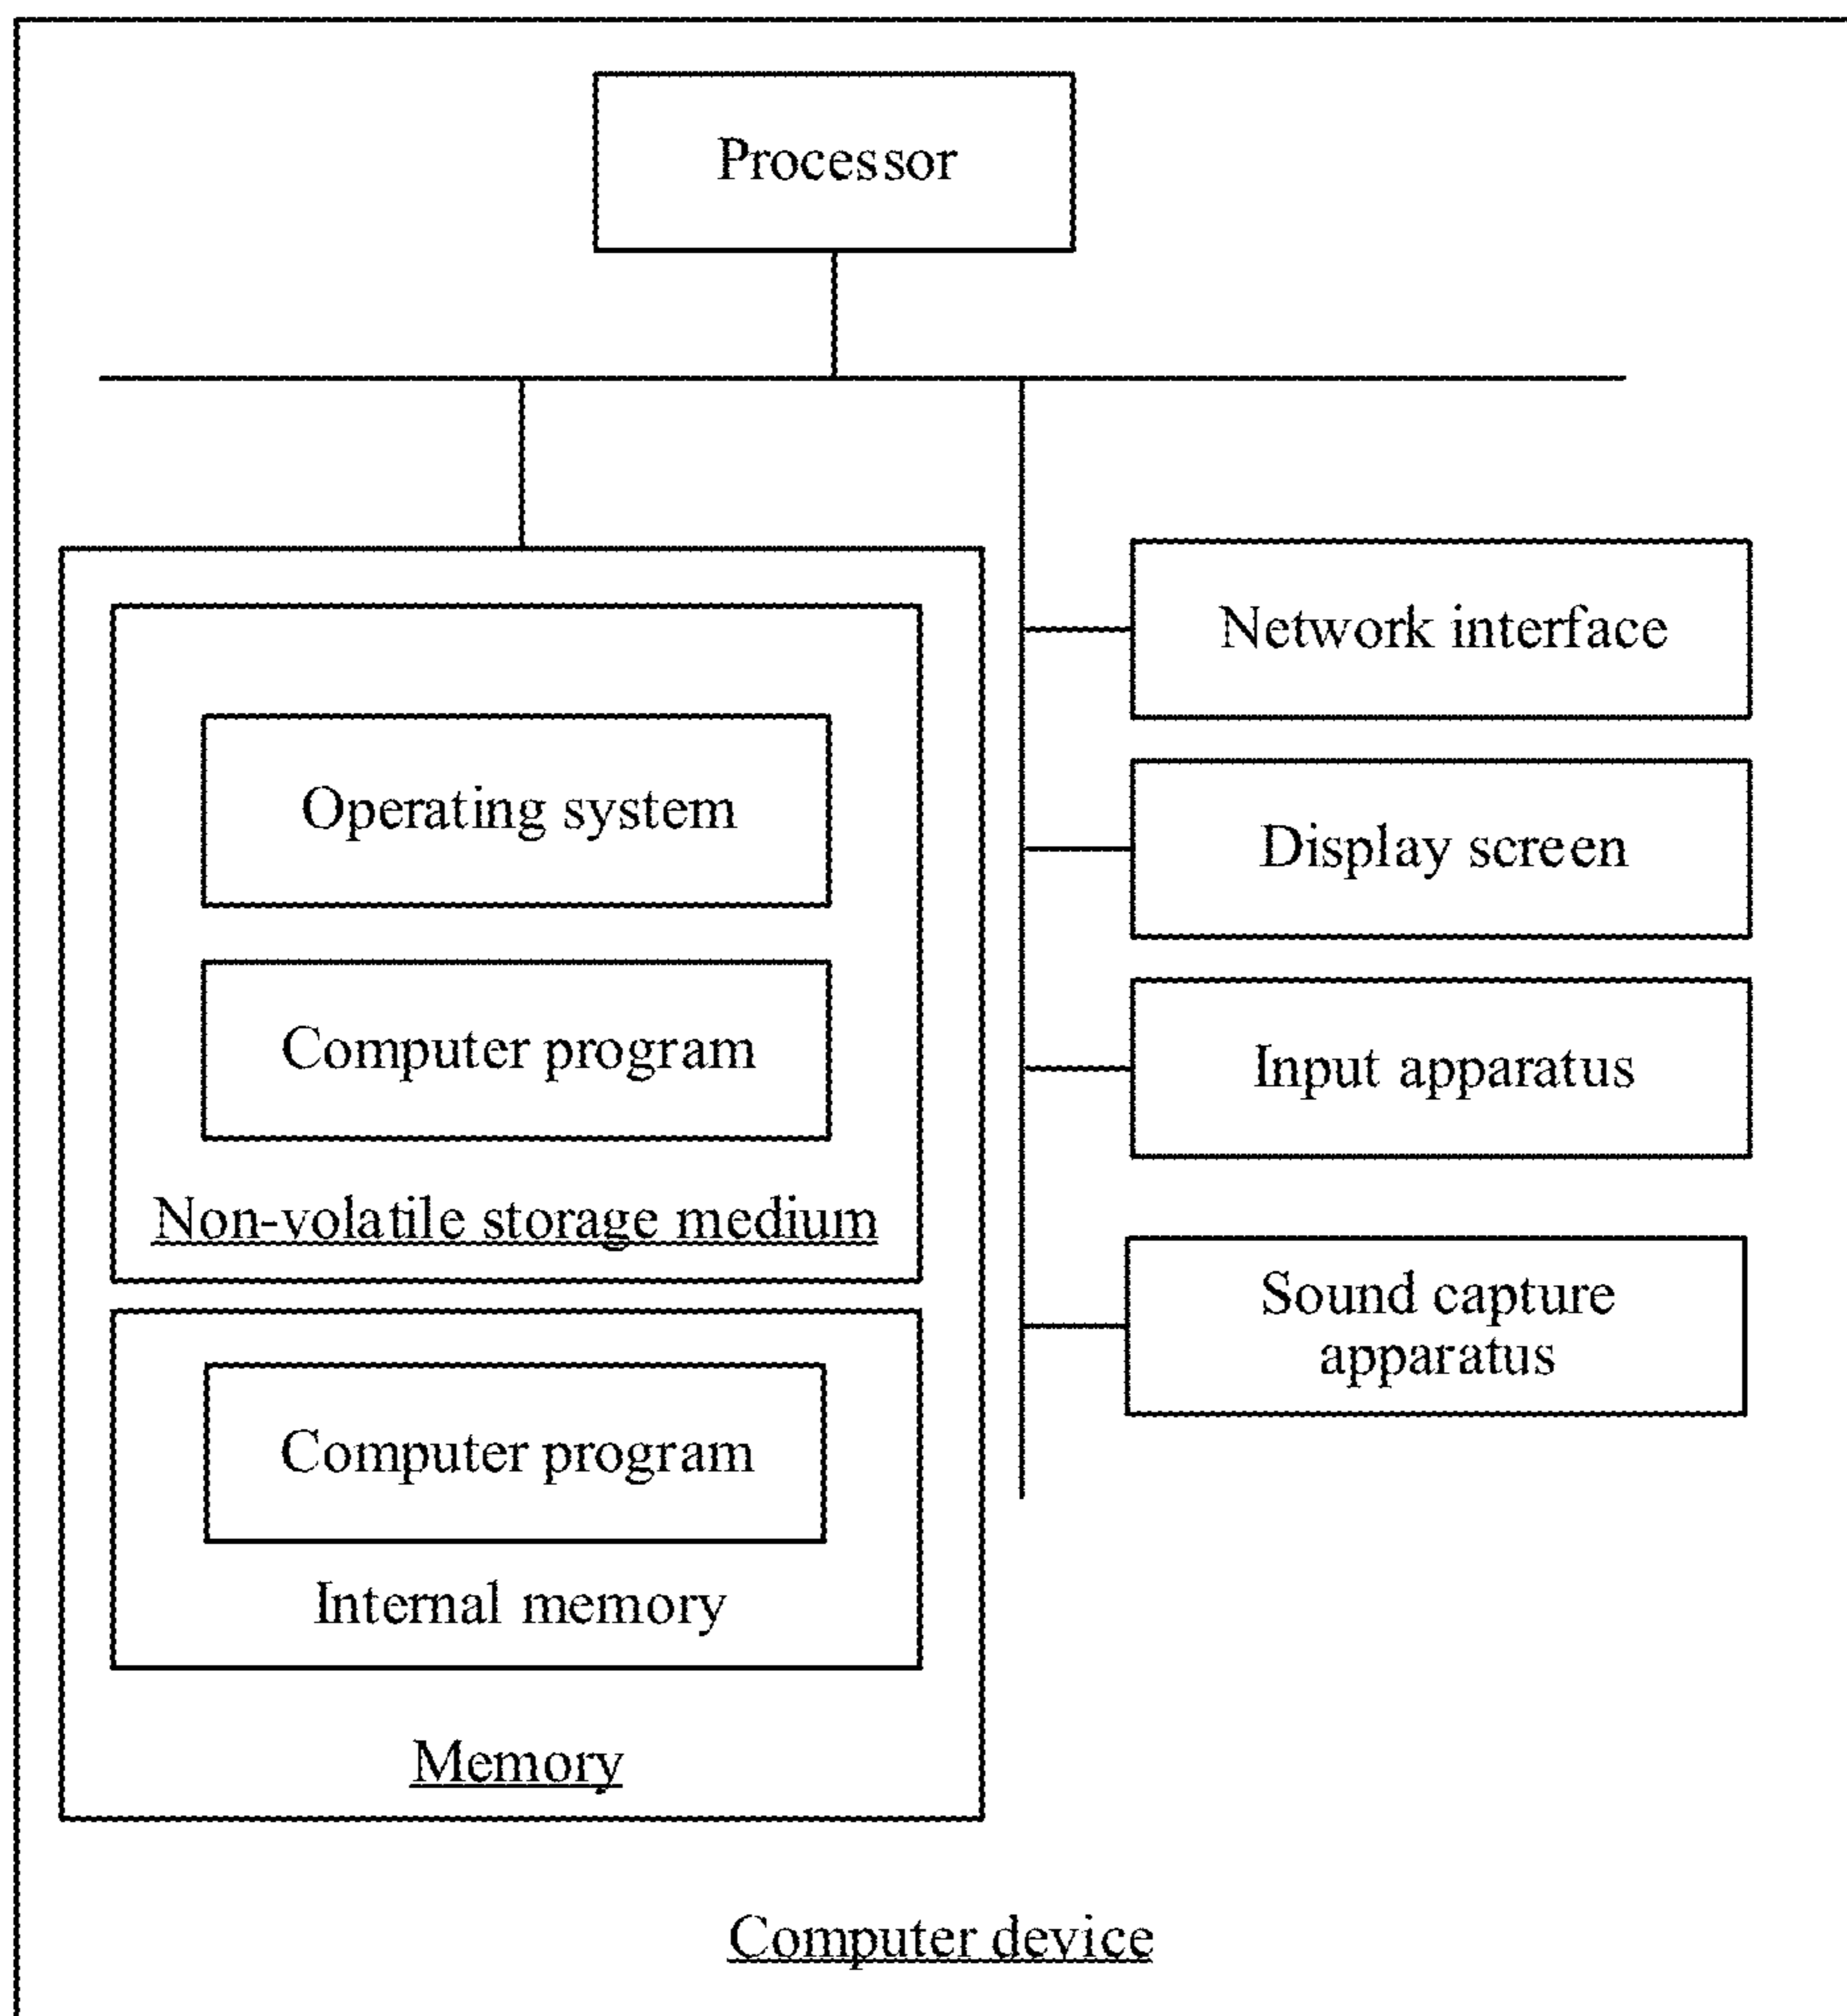 Processor
Operating system
Computer program
Non-volatile storage medium
Computer program
Internal memory
Memory
Network interface
Display screen
Input apparatus
Sound capture
apparatus
Computer device